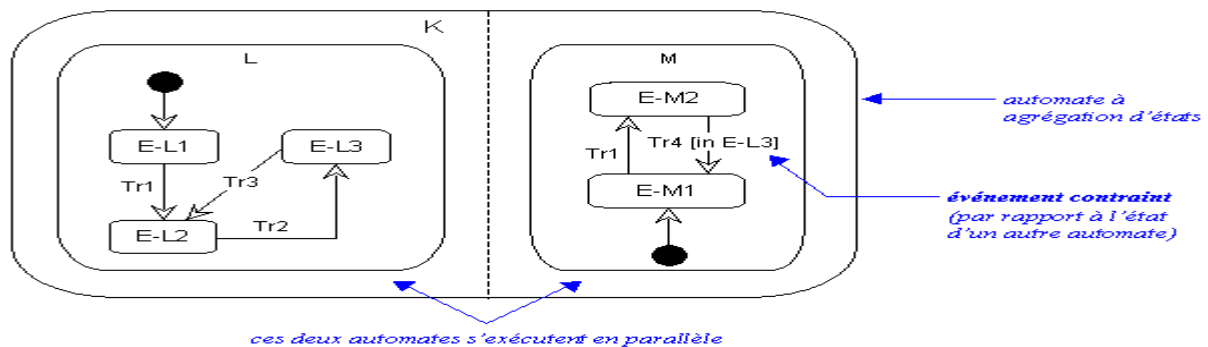 K
L
E-L1
E-L3
Tr1
Tr3
E-L2
Tr2
M
E-M2
Tr1
Tr4 [in E-L3]
E-M1
automate à
agrégation d'états
événement contraint
(par rapport à l'état
d'un autre automate)
ces deux automates s'exécutent en parallèle